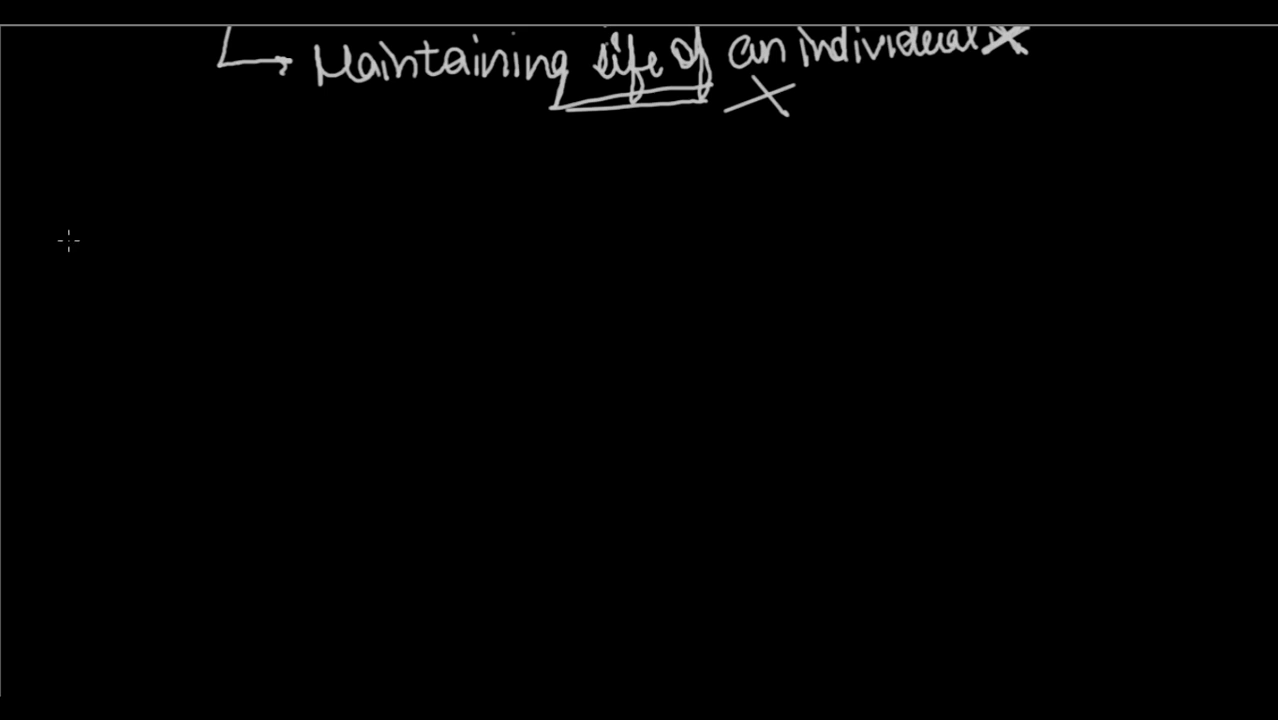 ↳ Maintaining life of an individual ✗
✗